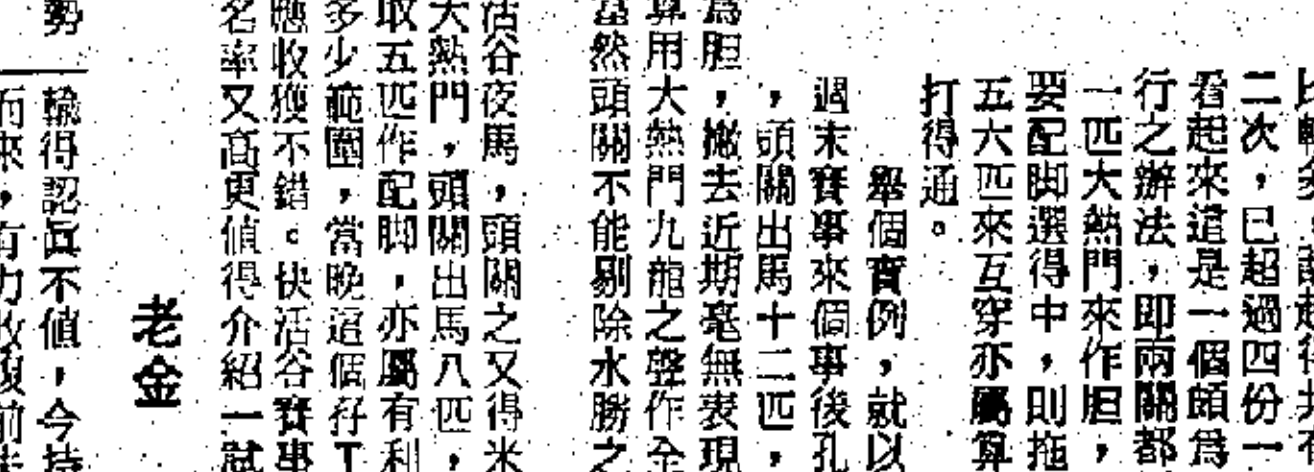 二次，已超過四份一
看起來這是一個頗爲
行之辦法，即兩關都
一匹大熱門來作胆，
要配脚選得中，則拖
五六匹來互穿亦屬算
打得通。
舉個實例，就以
週末賽事來個事後孔
，頭關出馬十二匹，
爲胆，撇去近期毫無表現
算用大熱門九龍之聲作全
當然頭關不能剔除水勝之
活谷夜馬，頭關之又得米
大熱門，頭關出馬八匹，
取五匹作配脚，亦屬有利
多少範圍，當晚這個孖T
應收獲不錯。快活谷賽事
名率又高更值得介紹一試
老金
勢
輸得認眞不値，今持
而來，有力收復前失